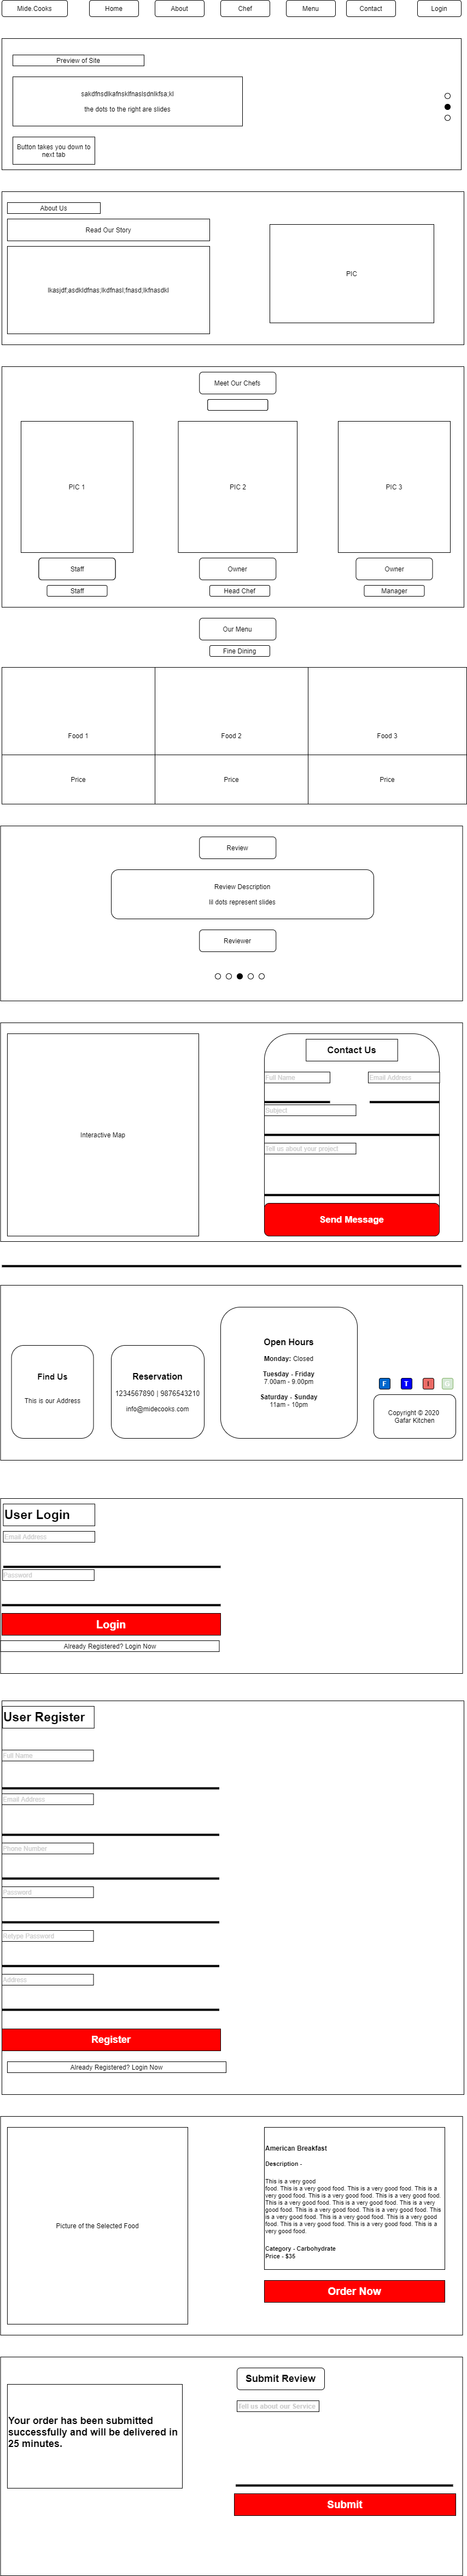 Mide.Cooks
Home
About
Chef
Menu
Contact
Login
Preview of Site
sakdfnsdlkafnsklfnaslsdnlkfsa;kl
the dots to the right are slides
Button takes you down to
next tab
About Us
Read Our Story
lkasjdf;asdkldfnas;lkdfnasl;fnasd;lkfnasdkl
PIC
Meet Our Chefs
PIC 1
PIC 2
PIC 3
Staff
Owner
Owner
Staff
Head Chef
Manager
Our Menu
Fine Dining
Food 1
Food 2
Food 3
Price
Price
Price
Review
Review Description
lil dots represent slides
Reviewer
Interactive Map
Contact Us
Full Name
Email Address
Subject
Tell us about your project
Send Message
Find Us
This is our Address
Reservation
1234567890 | 9876543210
info@midecooks.com
Open Hours
Monday: Closed
Tuesday - Friday
7.00am - 9.00pm
Saturday - Sunday
11am - 10pm
F
T
I
Copyright © 2020
Gafar Kitchen
User Login
Email Address
Password
Login
Already Registered? Login Now
User Register
Full Name
Email Address
Phone Number
Password
Retype Password
Address
Register
Already Registered? Login Now
Picture of the Selected Food
American Breakfast
Description -
This is a very good
food. This is a very good food. This is a very good food. This is a
very good food. This is a very good food. This is a very good food.
This is a very good food. This is a very good food. This is a very
good food. This is a very good food. This is a very good food. This
is a very good food. This is a very good food. This is a very good
food. This is a very good food. This is a very good food. This is a
very good food.
Category - Carbohydrate
Price - $35
Order Now
Your order has been submitted
successfully and will be delivered in
25 minutes.
Submit Review
Tell us about our Service
Submit